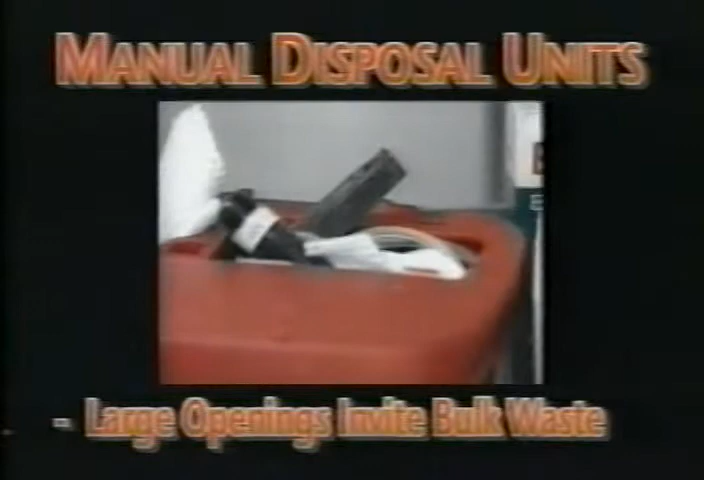 MANUAL DISPOSAL UNITS
- Large Openings Invite Bulk Waste